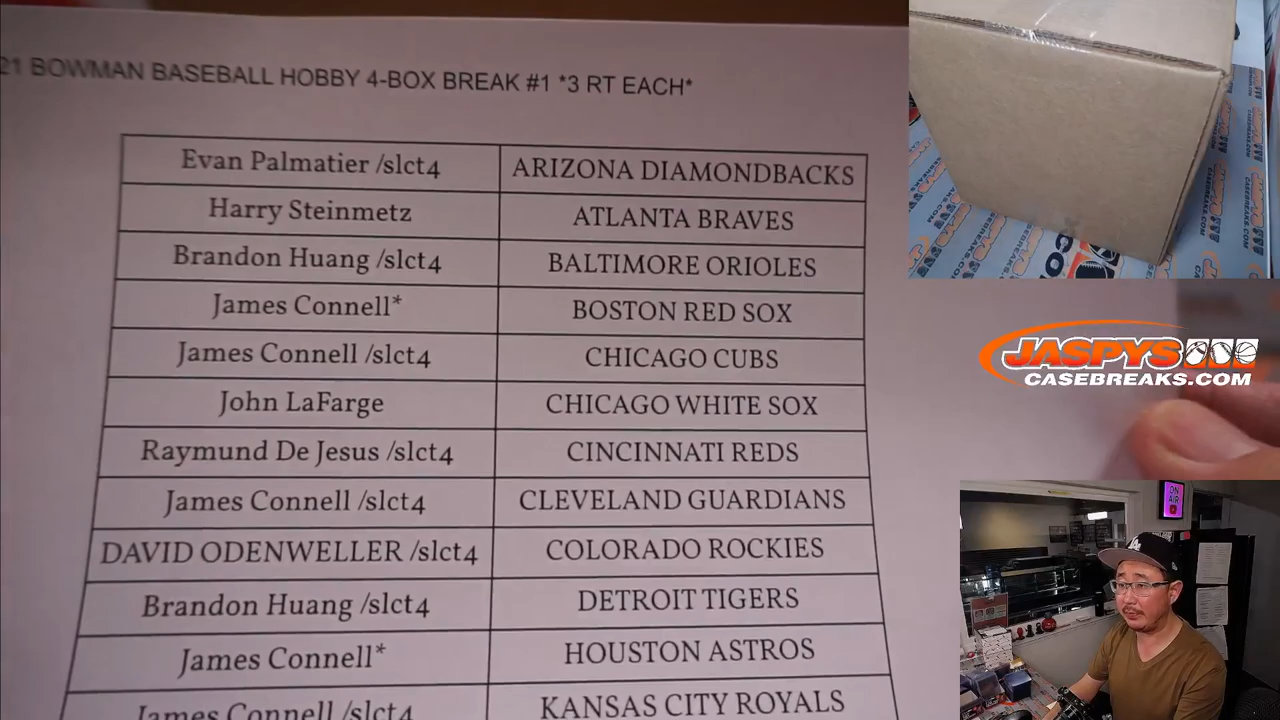 21 BOWMAN BASEBALL HOBBY 4-BOX BREAK #1 *3 RT EACH*
Evan Palmatier /slct4 ARIZONA DIAMONDBACKS
Harry Steinmetz ATLANTA BRAVES
Brandon Huang /slct4 BALTIMORE ORIOLES
James Connell* BOSTON RED SOX
James Connell /slct4 CHICAGO CUBS
John LaFarge CHICAGO WHITE SOX
Raymund De Jesus /slct4 CINCINNATI REDS
James Connell /slct4 CLEVELAND GUARDIANS
DAVID ODENWELLER /slct4 COLORADO ROCKIES
Brandon Huang /slct4 DETROIT TIGERS
James Connell* HOUSTON ASTROS
James Connell /slct4 KANSAS CITY ROYALS
JASPYS
CASEBREAKS.COM
ON
AIR